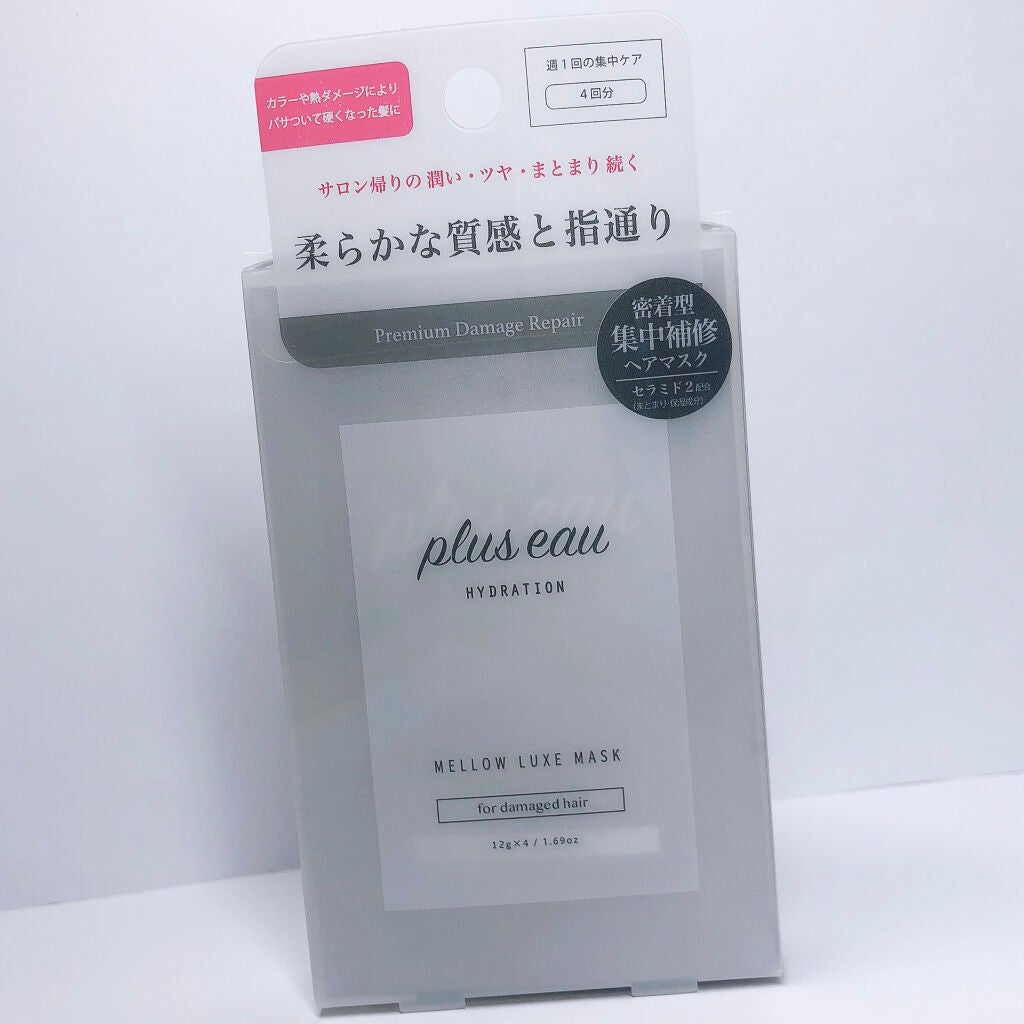 カラーや熱ダメージにより
パサついて硬くなった髪に
週1回の集中ケア
4回分
サロン帰りの潤い・ツヤ・まとまり続く
柔らかな質感と指通り
Premium Damage Repair
密着型
集中補修
ヘアマスク
セラミド2配合
(まとまり・保湿成分)
plus eau
plus eau
HYDRATION
MELLOW LUXE MASK
for damaged hair
12g×4 / 1.69oz